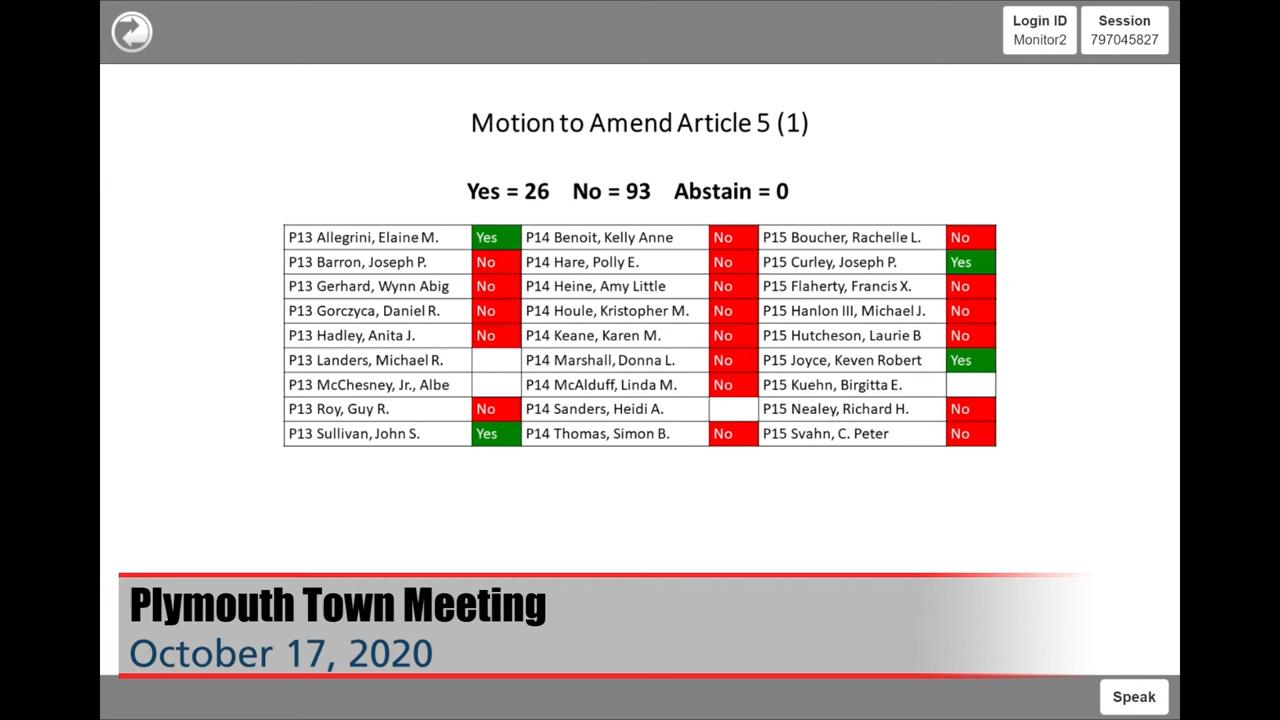 Login ID
Monitor2
Session
797045827
Motion to Amend Article 5 (1)
Yes = 26 No = 93 Abstain = 0
P13 Allegrini, Elaine M. Yes P14 Benoit, Kelly Anne No P15 Boucher, Rachelle L. No
P13 Barron, Joseph P. No P14 Hare, Polly E. No P15 Curley, Joseph P. Yes
P13 Gerhard, Wynn Abig No P14 Heine, Amy Little No P15 Flaherty, Francis X. No
P13 Gorczyca, Daniel R. No P14 Houle, Kristopher M. No P15 Hanlon III, Michael J. No
P13 Hadley, Anita J. No P14 Keane, Karen M. No P15 Hutcheson, Laurie B No
P13 Landers, Michael R. P14 Marshall, Donna L. No P15 Joyce, Keven Robert Yes
P13 McChesney, Jr., Albe P14 McAlduff, Linda M. No P15 Kuehn, Birgitta E.
P13 Roy, Guy R. No P14 Sanders, Heidi A. P15 Nealey, Richard H. No
P13 Sullivan, John S. Yes P14 Thomas, Simon B. No P15 Svahn, C. Peter No
Plymouth Town Meeting
October 17, 2020
Speak